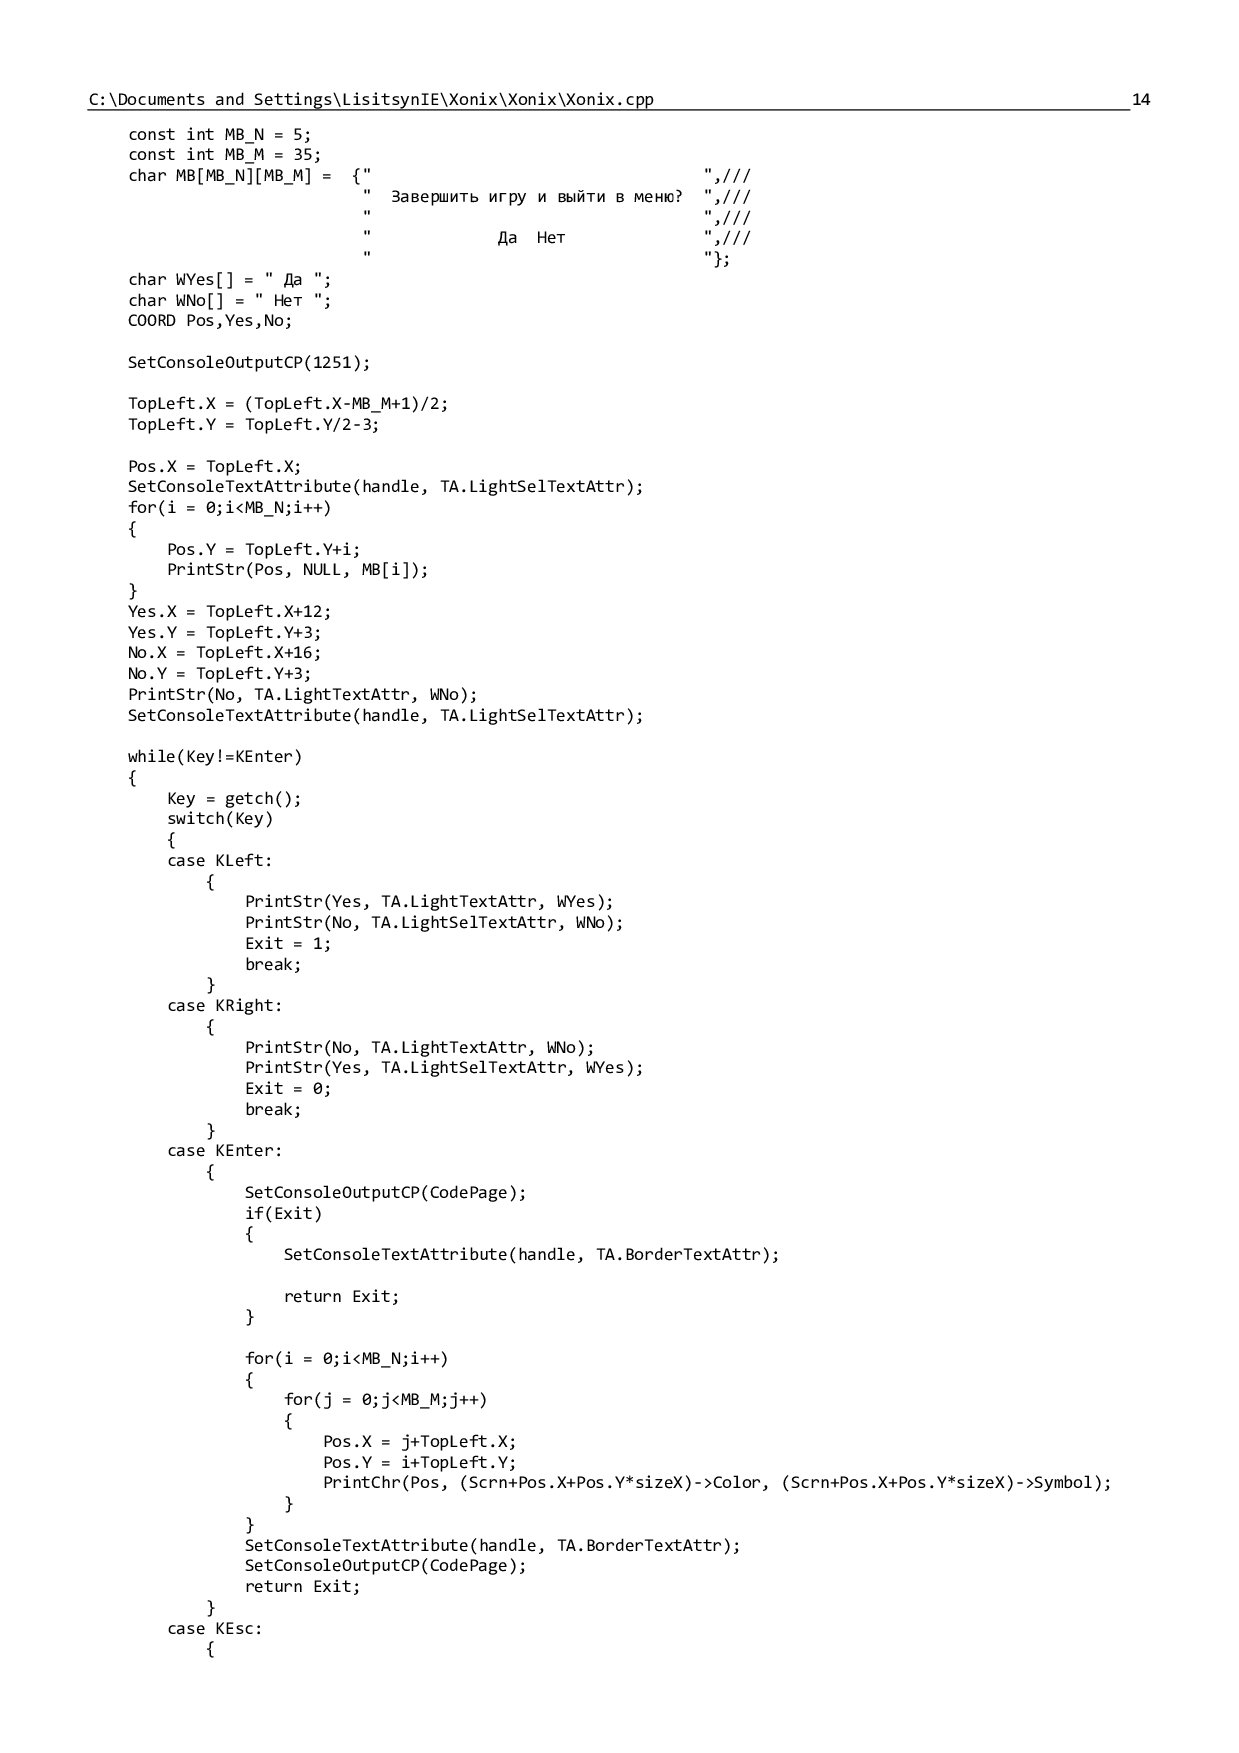 C:\Documents and Settings\LisitsynIE\Xonix\Xonix\Xonix.cpp 14
    const int MB_N = 5;
    const int MB_M = 35;
    char MB[MB_N][MB_M] =  {"                                  ",///
                            "  Завершить игру и выйти в меню?  ",///
                            "                                  ",///
                            "             Да  Нет              ",///
                            "                                  "};
    char WYes[] = " Да ";
    char WNo[] = " Нет ";
    COORD Pos,Yes,No;

    SetConsoleOutputCP(1251);

    TopLeft.X = (TopLeft.X-MB_M+1)/2;
    TopLeft.Y = TopLeft.Y/2-3;

    Pos.X = TopLeft.X;
    SetConsoleTextAttribute(handle, TA.LightSelTextAttr);
    for(i = 0;i<MB_N;i++)
    {
        Pos.Y = TopLeft.Y+i;
        PrintStr(Pos, NULL, MB[i]);
    }
    Yes.X = TopLeft.X+12;
    Yes.Y = TopLeft.Y+3;
    No.X = TopLeft.X+16;
    No.Y = TopLeft.Y+3;
    PrintStr(No, TA.LightTextAttr, WNo);
    SetConsoleTextAttribute(handle, TA.LightSelTextAttr);

    while(Key!=KEnter)
    {
        Key = getch();
        switch(Key)
        {
        case KLeft:
            {
                PrintStr(Yes, TA.LightTextAttr, WYes);
                PrintStr(No, TA.LightSelTextAttr, WNo);
                Exit = 1;
                break;
            }
        case KRight:
            {
                PrintStr(No, TA.LightTextAttr, WNo);
                PrintStr(Yes, TA.LightSelTextAttr, WYes);
                Exit = 0;
                break;
            }
        case KEnter:
            {
                SetConsoleOutputCP(CodePage);
                if(Exit)
                {
                    SetConsoleTextAttribute(handle, TA.BorderTextAttr);

                    return Exit;
                }

                for(i = 0;i<MB_N;i++)
                {
                    for(j = 0;j<MB_M;j++)
                    {
                        Pos.X = j+TopLeft.X;
                        Pos.Y = i+TopLeft.Y;
                        PrintChr(Pos, (Scrn+Pos.X+Pos.Y*sizeX)->Color, (Scrn+Pos.X+Pos.Y*sizeX)->Symbol);
                    }
                }
                SetConsoleTextAttribute(handle, TA.BorderTextAttr);
                SetConsoleOutputCP(CodePage);
                return Exit;
            }
        case KEsc:
            {